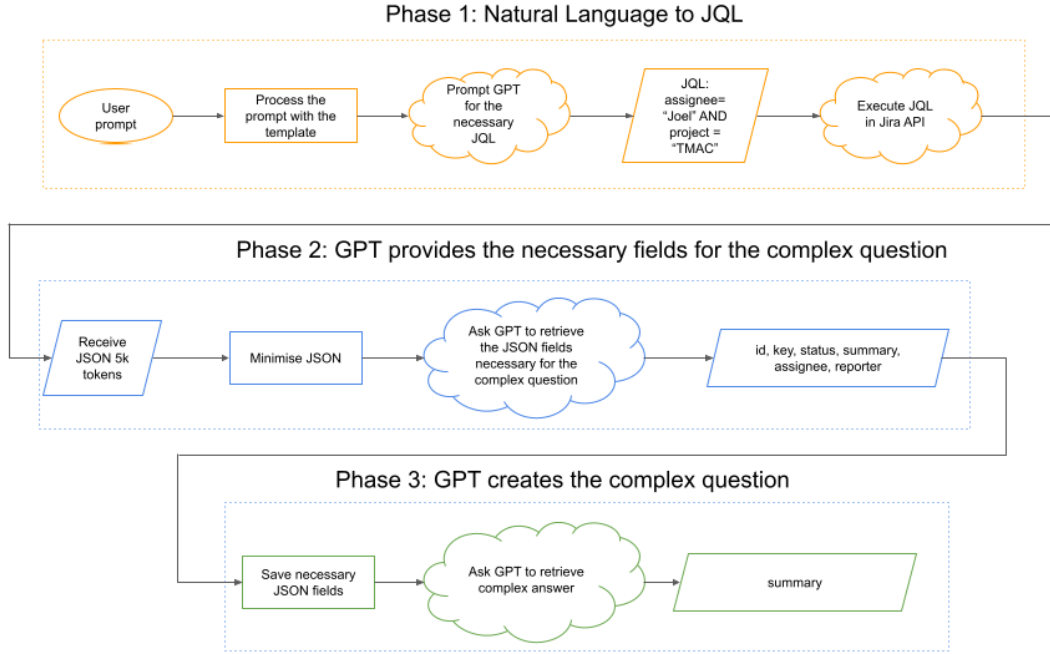 Phase 1: Natural Language to JQL
User
prompt
Process the
prompt with the
template
Prompt GPT
for the
necessary
JQL
JQL:
assignee=
“Joel” AND
project =
“TMAC”
Execute JQL
in Jira API
Phase 2: GPT provides the necessary fields for the complex question
Receive
JSON 5k
tokens
Minimise JSON
Ask GPT to retrieve
the JSON fields
necessary for the
complex question
id, key, status, summary,
assignee, reporter
Phase 3: GPT creates the complex question
Save necessary
JSON fields
Ask GPT to retrieve
complex answer
summary